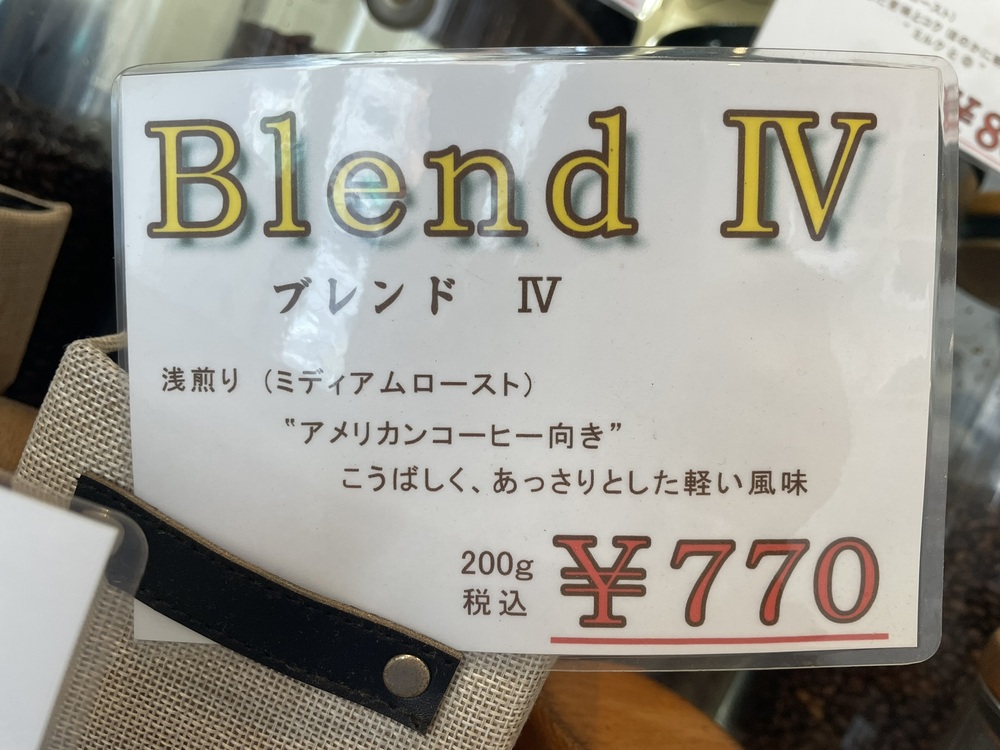 Blend Ⅳ
ブレンド Ⅳ
浅煎り（ミディアムロースト）
〝アメリカンコーヒー向き”
こうばしく、あっさりとした軽い風味
200g
税込
¥770